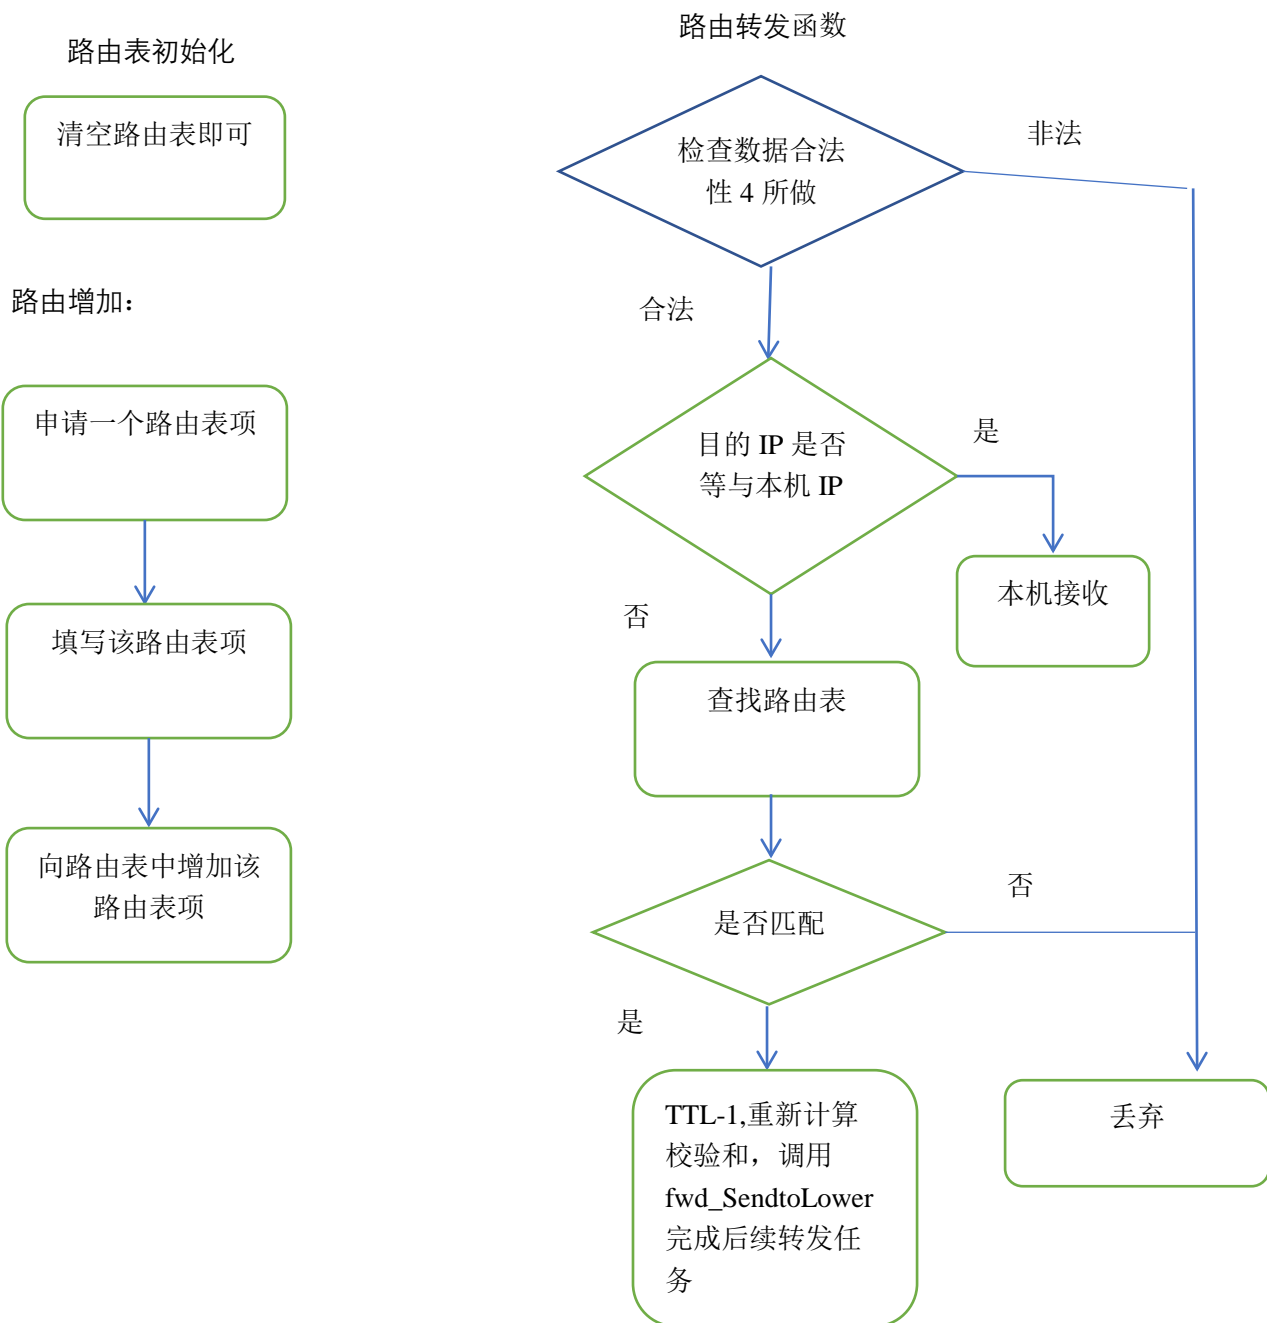 路由表初始化
清空路由表即可
路由增加：
申请一个路由表项
填写该路由表项
向路由表中增加该
路由表项
路由转发函数
检查数据合法
性 4 所做
非法
合法
目的 IP 是否
等与本机 IP
是
本机接收
否
查找路由表
是否匹配
否
是
TTL-1,重新计算
校验和，调用
fwd_SendtoLower
完成后续转发任
务
丢弃